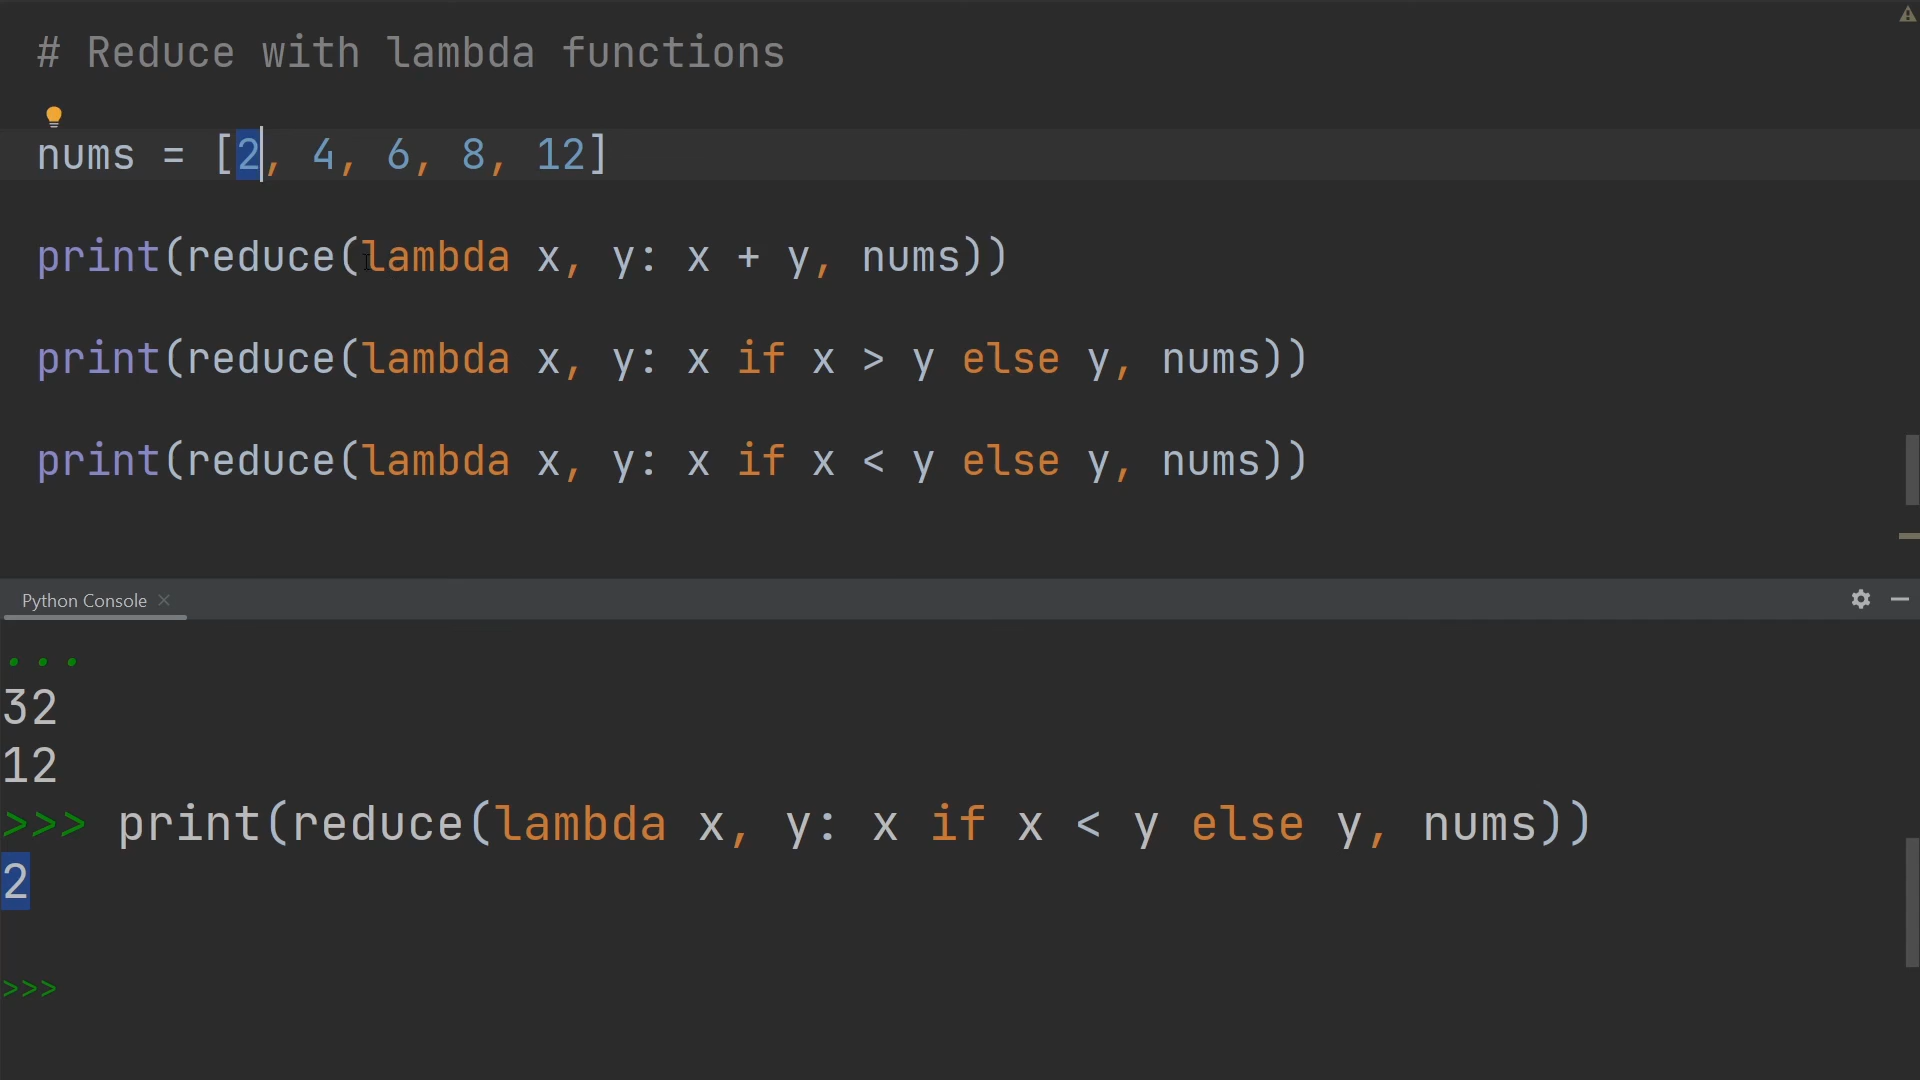 # Reduce with lambda functions
nums = [2, 4, 6, 8, 12]
print(reduce(lambda x, y: x + y, nums))
print(reduce(lambda x, y: x if x > y else y, nums))
print(reduce(lambda x, y: x if x < y else y, nums))
Python Console
...
32
12
>>> print(reduce(lambda x, y: x if x < y else y, nums))
2
>>>